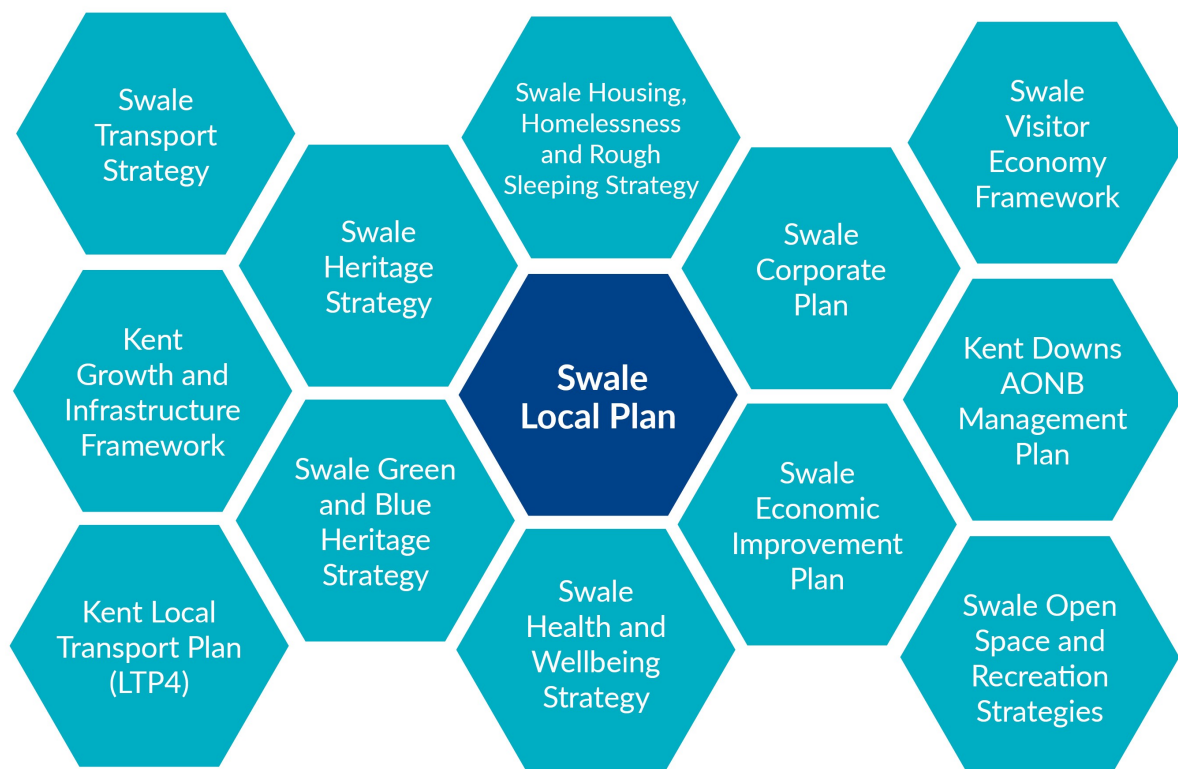 Swale
Transport
Strategy
Swale Housing,
Homelessness
and Rough
Sleeping Strategy
Swale
Visitor
Economy
Framework
Swale
Heritage
Strategy
Swale
Corporate
Plan
Kent
Growth and
Infrastructure
Framework
Swale
Local Plan
Kent Downs
AONB
Management
Plan
Swale Green
and Blue
Heritage
Strategy
Swale
Economic
Improvement
Plan
Kent Local
Transport Plan
(LTP4)
Swale
Health and
Wellbeing
Strategy
Swale Open
Space and
Recreation
Strategies